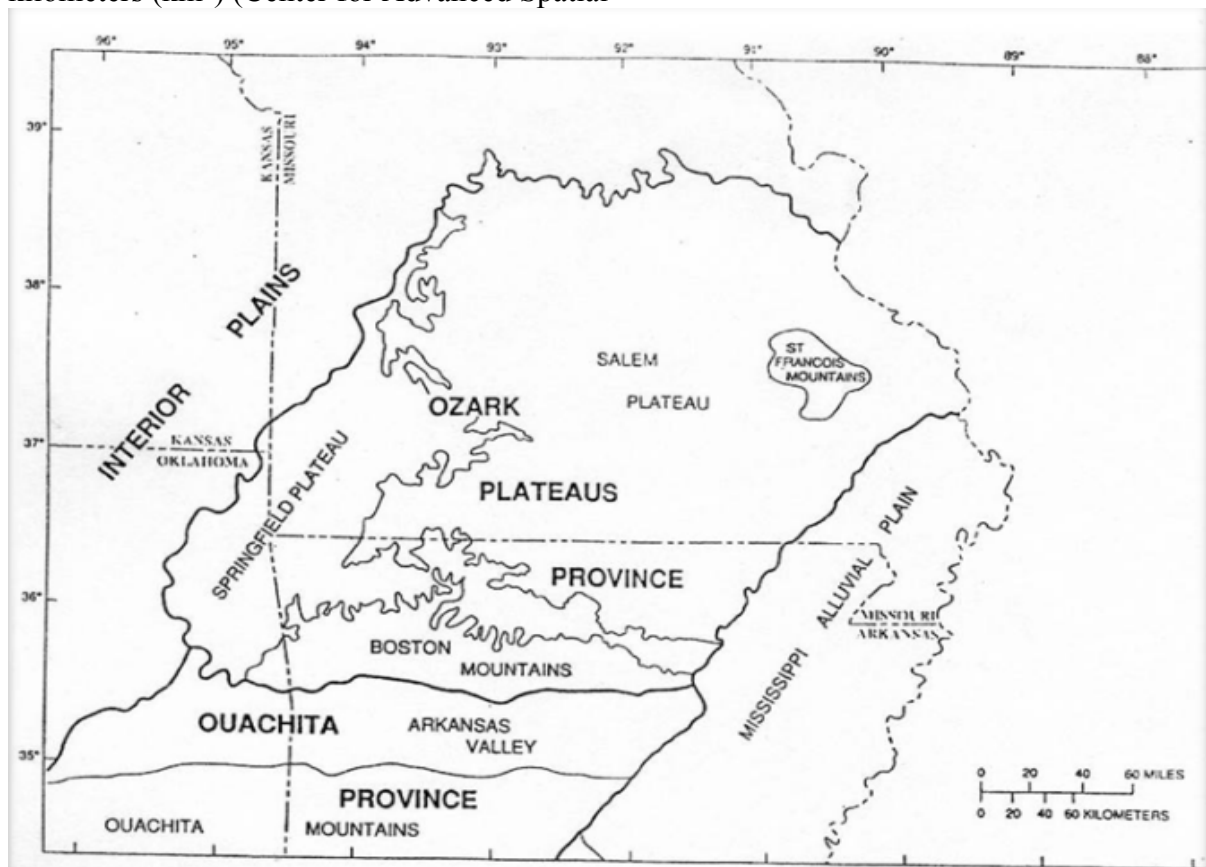 kilometers (km²) (Center for Advanced Spatial
96° 95° 94° 93° 92° 91° 90° 89° 88°
39°
KANSAS
MISSOURI
38°
INTERIOR PLAINS
ST
FRANCOIS
MOUNTAINS
SALEM
PLATEAU
OZARK
37°
KANSAS
OKLAHOMA
SPRINGFIELD PLATEAU
PLATEAUS
PROVINCE
MISSISSIPPI ALLUVIAL PLAIN
36°
MISSOURI
ARKANSAS
BOSTON
MOUNTAINS
OUACHITA
ARKANSAS
VALLEY
35°
PROVINCE
OUACHITA MOUNTAINS
0 20 40 60 MILES
0 20 40 60 KILOMETERS